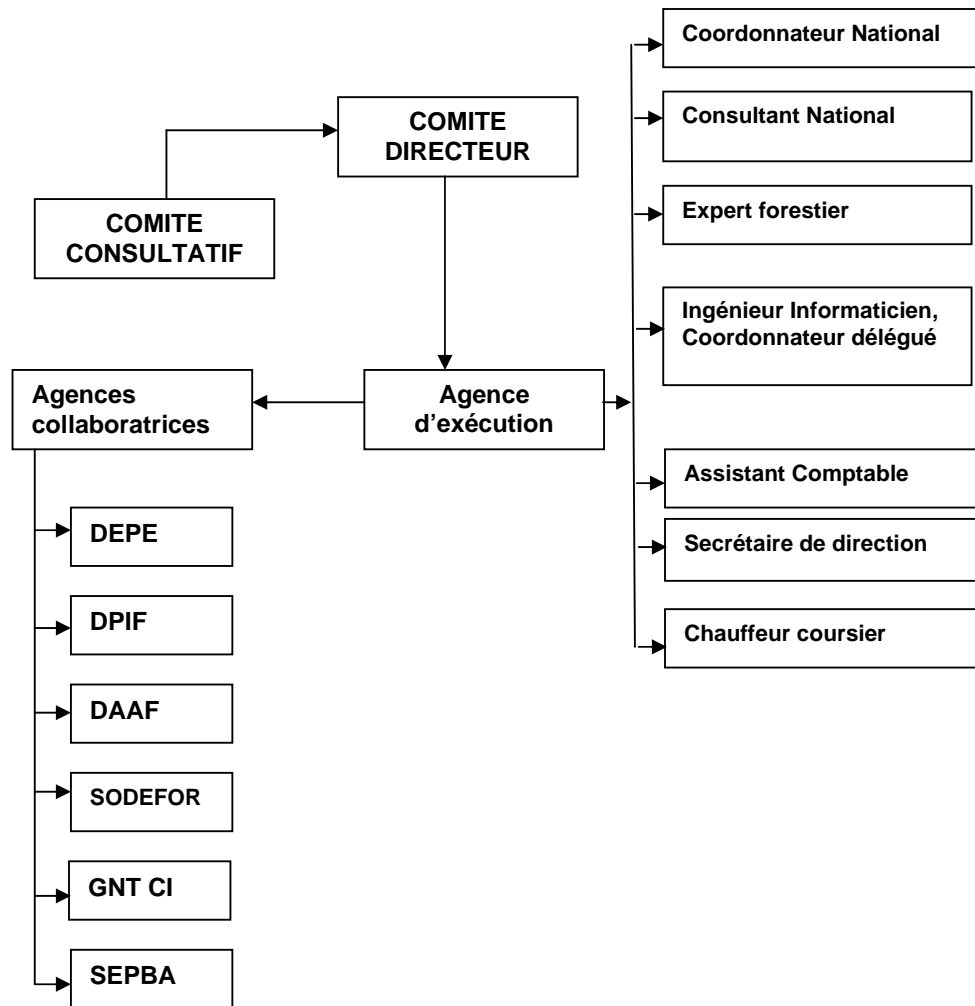 COMITE
DIRECTEUR
COMITE
CONSULTATIF
Agence
d’exécution
Agences
collaboratrices
DEPE
DPIF
DAAF
SODEFOR
GNT CI
SEPBA
Coordonnateur National
Consultant National
Expert forestier
Ingénieur Informaticien,
Coordonnateur délégué
Assistant Comptable
Secrétaire de direction
Chauffeur coursier